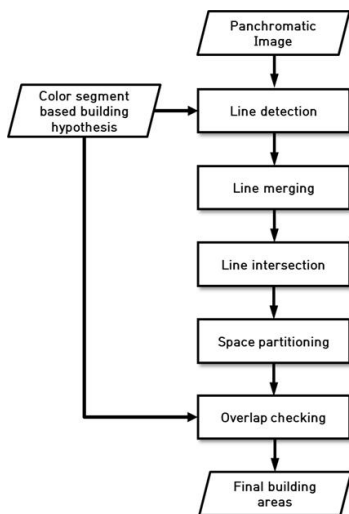 Panchromatic
Image
Color segment
based building
hypothesis
Line detection
Line merging
Line intersection
Space partitioning
Overlap checking
Final building
areas